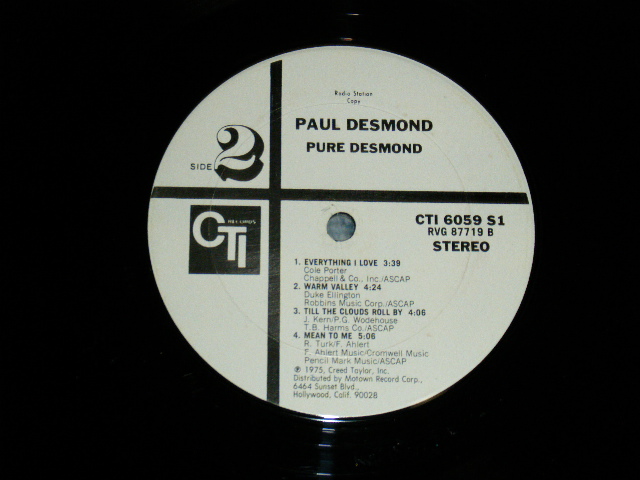 Radio Station
Copy
PAUL DESMOND
PURE DESMOND
SIDE 2
CTI
CTI 6059 S1
RVG 87719 B
STEREO
1. EVERYTHING I LOVE 3:39
Cole Porter
Chappell & Co., Inc./ASCAP
2. WARM VALLEY 4:24
Duke Ellington
Robbins Music Corp./ASCAP
3. TILL THE CLOUDS ROLL BY 4:06
J. Kern/P.G. Wodehouse
T.B. Harms Co./ASCAP
4. MEAN TO ME 5:06
R. Turk/F. Ahlert
F. Ahlert Music/Cromwell Music
Pencil Mark Music/ASCAP
℗ 1975, Creed Taylor, Inc.
Distributed by Motown Record Corp.,
6464 Sunset Blvd.,
Hollywood, Calif. 90028